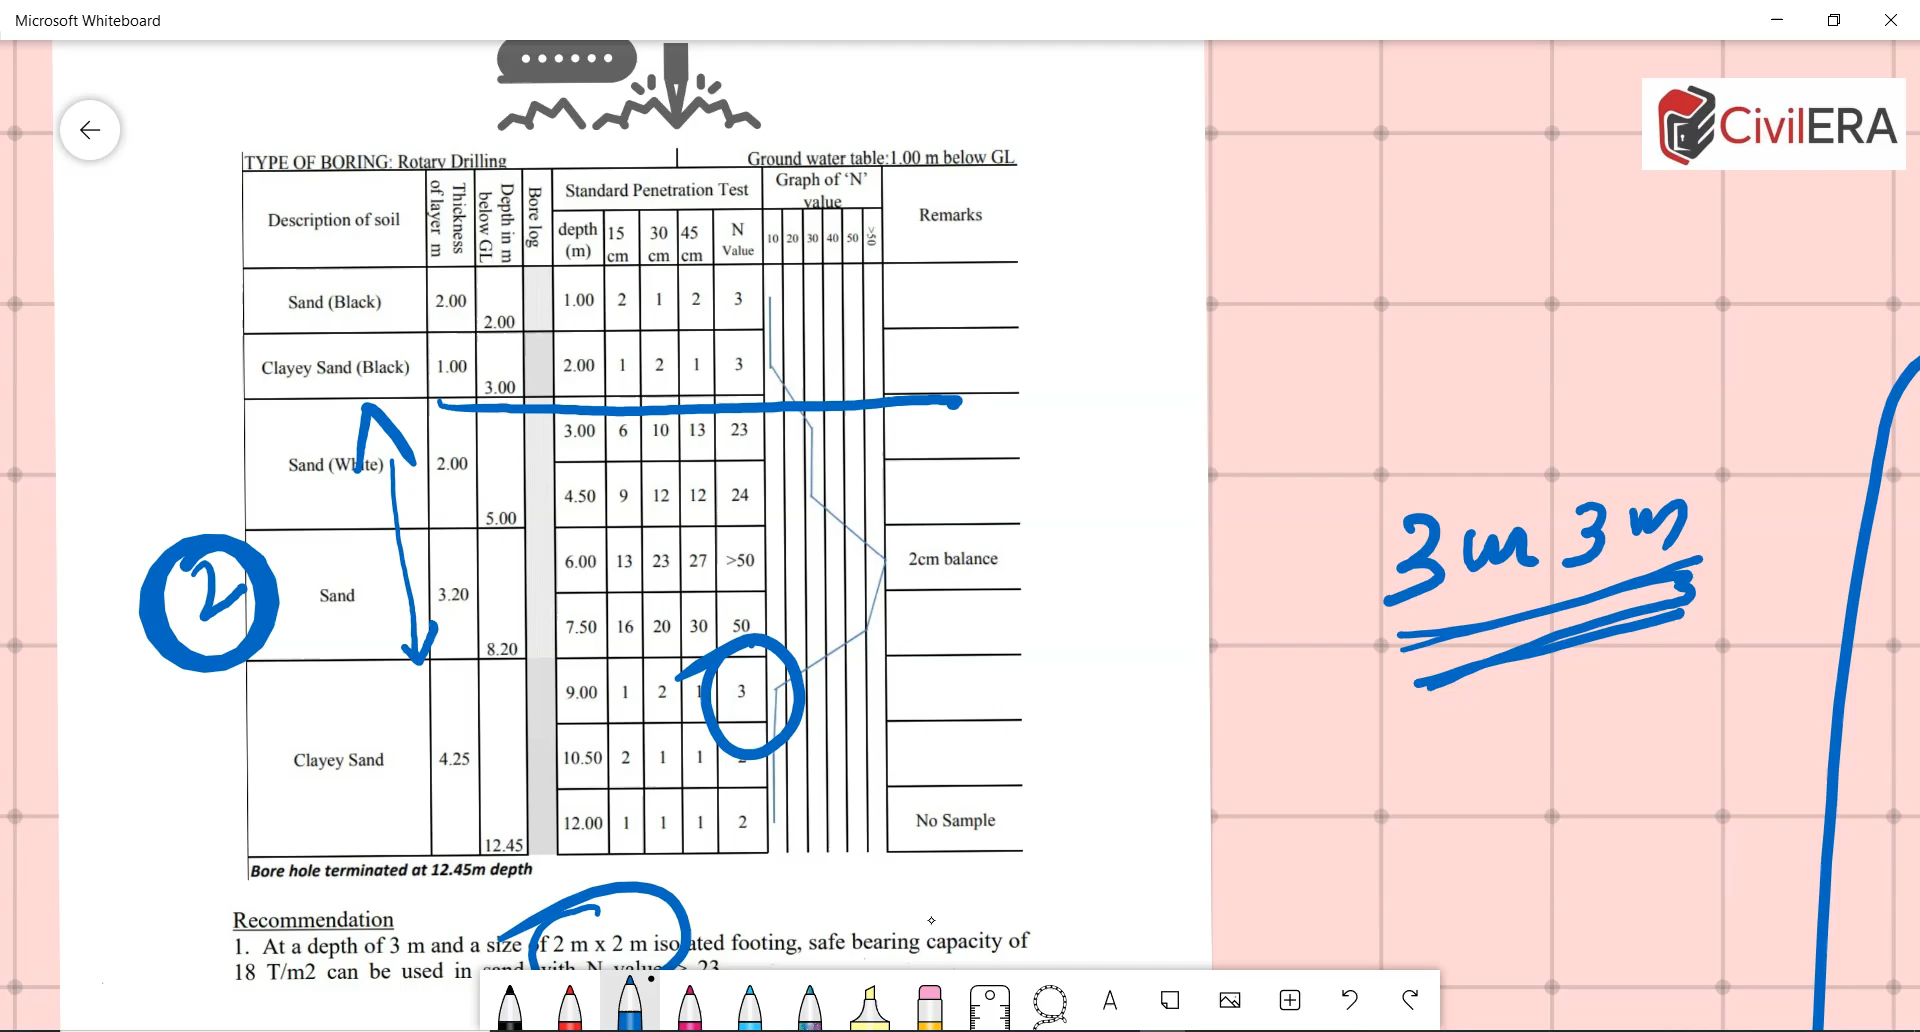 Microsoft Whiteboard
CivilERA
TYPE OF BORING: Rotary Drilling Ground water table:1.00 m below GL
Description of soil Thickness of layer m Depth in m below GL Bore log Standard Penetration Test Graph of ‘N’ value Remarks
depth (m) 15 cm 30 cm 45 cm N Value 10 20 30 40 50 >50
Sand (Black) 2.00 2.00 1.00 2 1 2 3
Clayey Sand (Black) 1.00 3.00 2.00 1 2 1 3
3.00 6 10 13 23
Sand (White) 2.00 5.00 4.50 9 12 12 24
6.00 13 23 27 >50 2cm balance
Sand 3.20 8.20 7.50 16 20 30 50
9.00 1 2 1 3
Clayey Sand 4.25 12.45 10.50 2 1 1 2
12.00 1 1 1 2 No Sample
Bore hole terminated at 12.45m depth
2
3 m 3 m
Recommendation
1. At a depth of 3 m and a size of 2 m x 2 m isolated footing, safe bearing capacity of
18 T/m2 can be used in sand with N value > 23
A